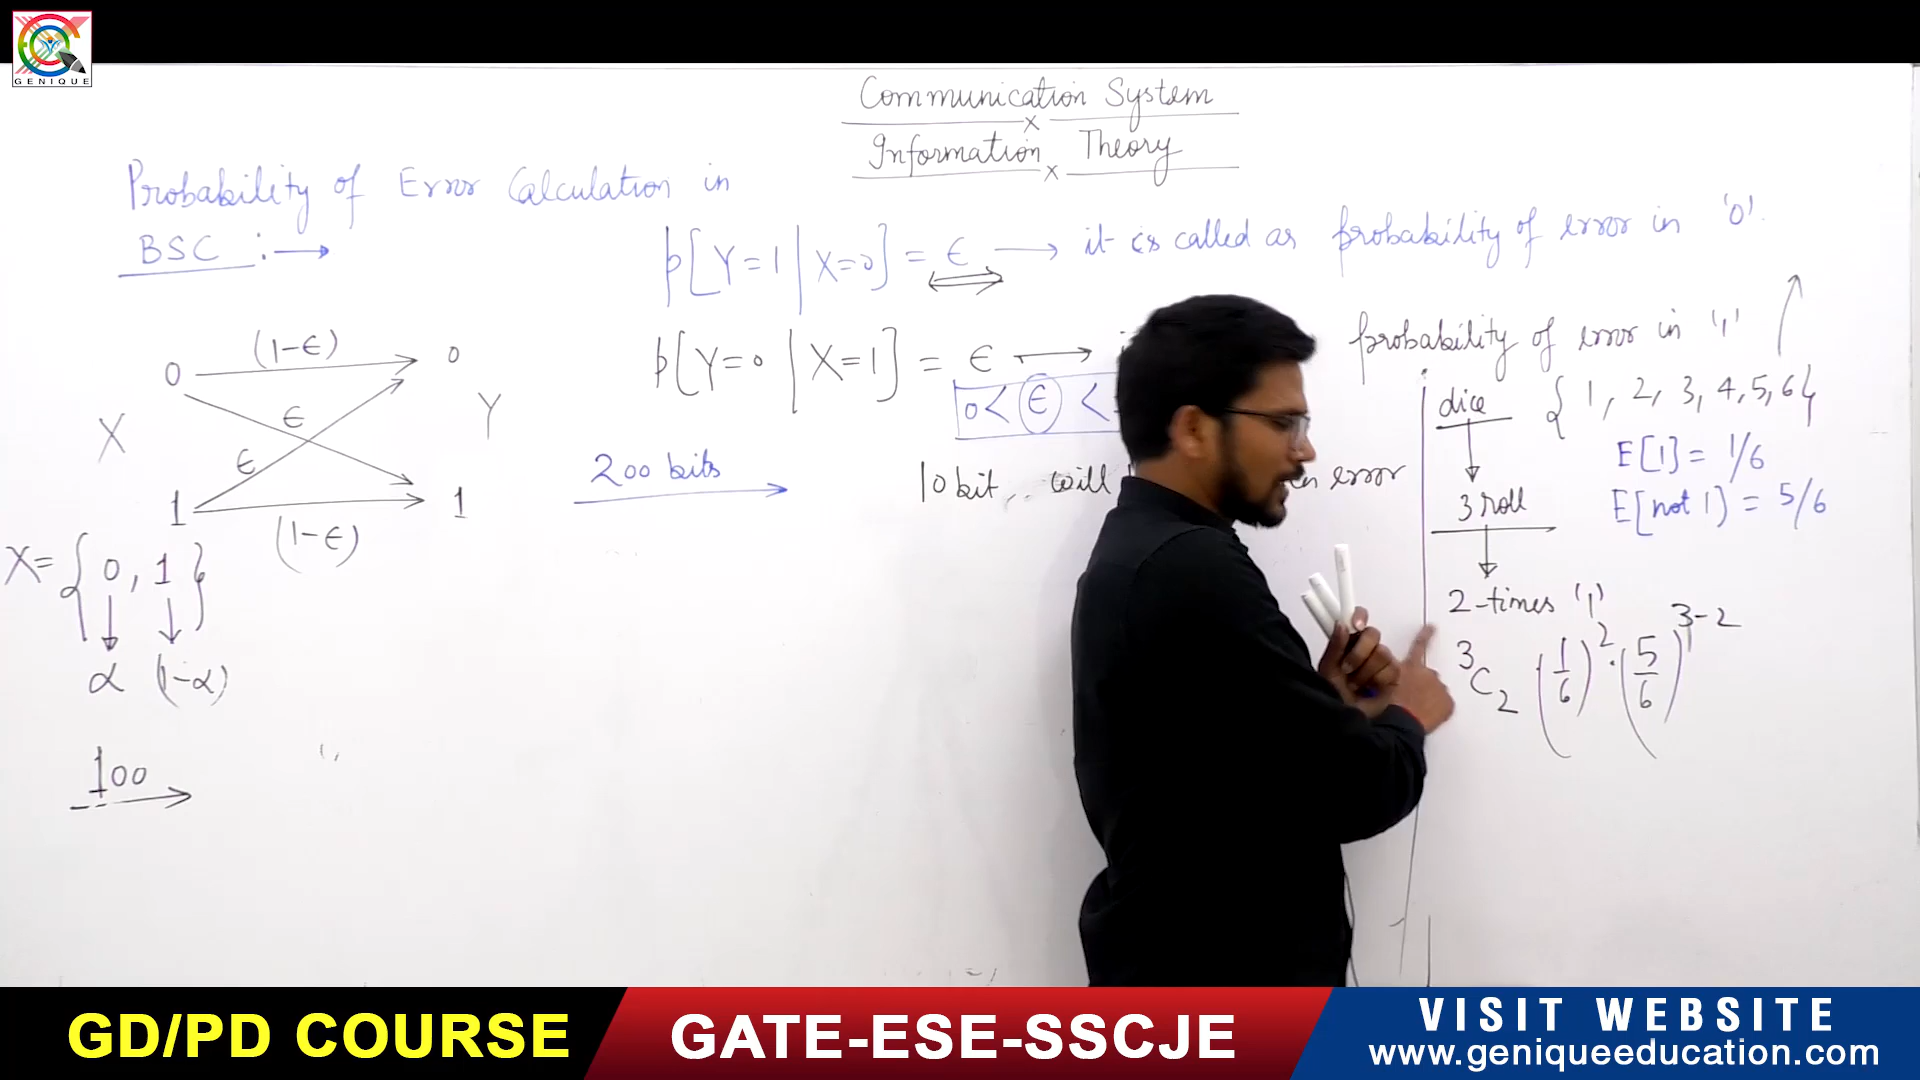 GENIQUE
Communication System
Information Theory
Probability of Error Calculation in
BSC :→
p[Y=1 | X=0] = ϵ → it is called as probability of error in '0'.
p[Y=0 | X=1] = ϵ → probability of error in '1'
0 < ϵ <
0 (1-ϵ) 0
X ϵ Y
ϵ
1 (1-ϵ) 1
200 bits → 10 bit will error
X= {0, 1}
α (1-α)
100
dice {1, 2, 3, 4, 5, 6}
E[1] = 1/6
3 roll E[not 1] = 5/6
2-times '1'
³C₂ (1/6)² · (5/6)³⁻²
GD/PD COURSE
GATE-ESE-SSCJE
VISIT WEBSITE
www.geniqueeducation.com